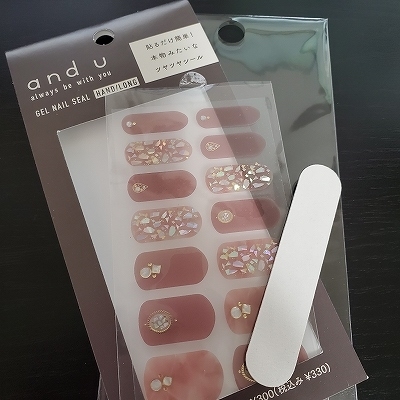 and u
always be with you
GEL NAIL SEAL HAND/LONG
貼るだけ簡単!
本物みたいな
ツヤツヤシール
¥300(税込み ¥330)